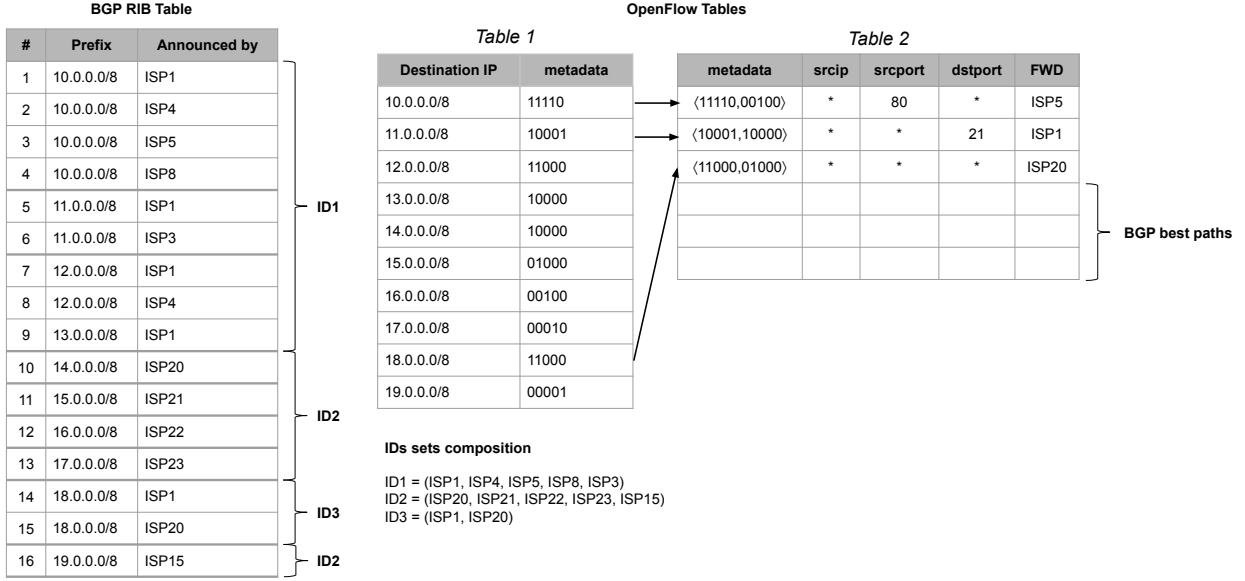 BGP RIB Table
# Prefix Announced by
1 10.0.0.0/8 ISP1
2 10.0.0.0/8 ISP4
3 10.0.0.0/8 ISP5
4 10.0.0.0/8 ISP8
5 11.0.0.0/8 ISP1
6 11.0.0.0/8 ISP3
7 12.0.0.0/8 ISP1
8 12.0.0.0/8 ISP4
9 13.0.0.0/8 ISP1
10 14.0.0.0/8 ISP20
11 15.0.0.0/8 ISP21
12 16.0.0.0/8 ISP22
13 17.0.0.0/8 ISP23
14 18.0.0.0/8 ISP1
15 18.0.0.0/8 ISP20
16 19.0.0.0/8 ISP15
ID1
ID2
ID3
ID2
OpenFlow Tables
Table 1
Destination IP metadata
10.0.0.0/8 11110
11.0.0.0/8 10001
12.0.0.0/8 11000
13.0.0.0/8 10000
14.0.0.0/8 10000
15.0.0.0/8 01000
16.0.0.0/8 00100
17.0.0.0/8 00010
18.0.0.0/8 11000
19.0.0.0/8 00001
Table 2
metadata srcip srcport dstport FWD
⟨11110,00100⟩ * 80 * ISP5
⟨10001,10000⟩ * * 21 ISP1
⟨11000,01000⟩ * * * ISP20
BGP best paths
IDs sets composition
ID1 = (ISP1, ISP4, ISP5, ISP8, ISP3)
ID2 = (ISP20, ISP21, ISP22, ISP23, ISP15)
ID3 = (ISP1, ISP20)